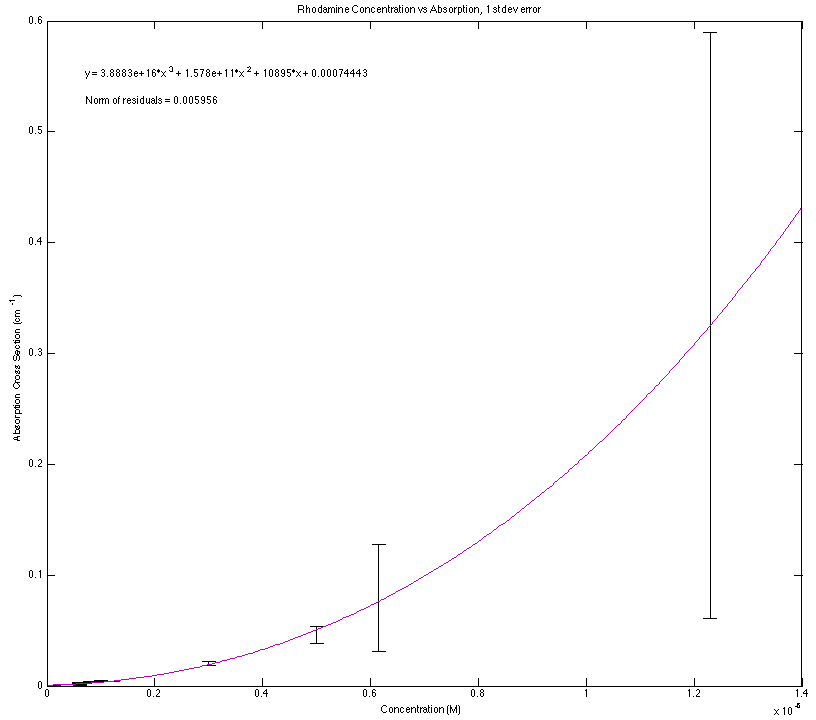 Rhodamine Concentration vs Absorption, 1 stdev error
y = 3.8883e+16*x^3 + 1.578e+11*x^2 + 10895*x + 0.00074443
Norm of residuals = 0.005956
0.6
0.5
0.4
0.3
0.2
0.1
0
Absorption Cross Section (cm^-1)
0 0.2 0.4 0.6 0.8 1 1.2 1.4
Concentration (M)
x 10^-6